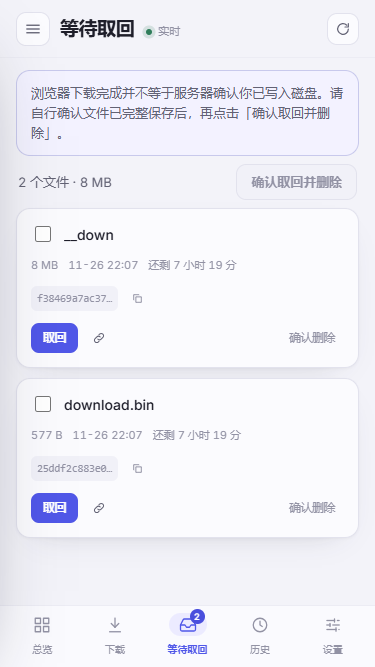 等待取回 实时
浏览器下载完成并不等于服务器确认你已写入磁盘。请
自行确认文件已完整保存后，再点击「确认取回并删
除」。
2 个文件 · 8 MB 确认取回并删除
__down
8 MB 11-26 22:07 还剩 7 小时 19 分
f38469a7ac37…
取回 确认删除
download.bin
577 B 11-26 22:07 还剩 7 小时 19 分
25ddf2c883e0…
取回 确认删除
2
总览 下载 等待取回 历史 设置